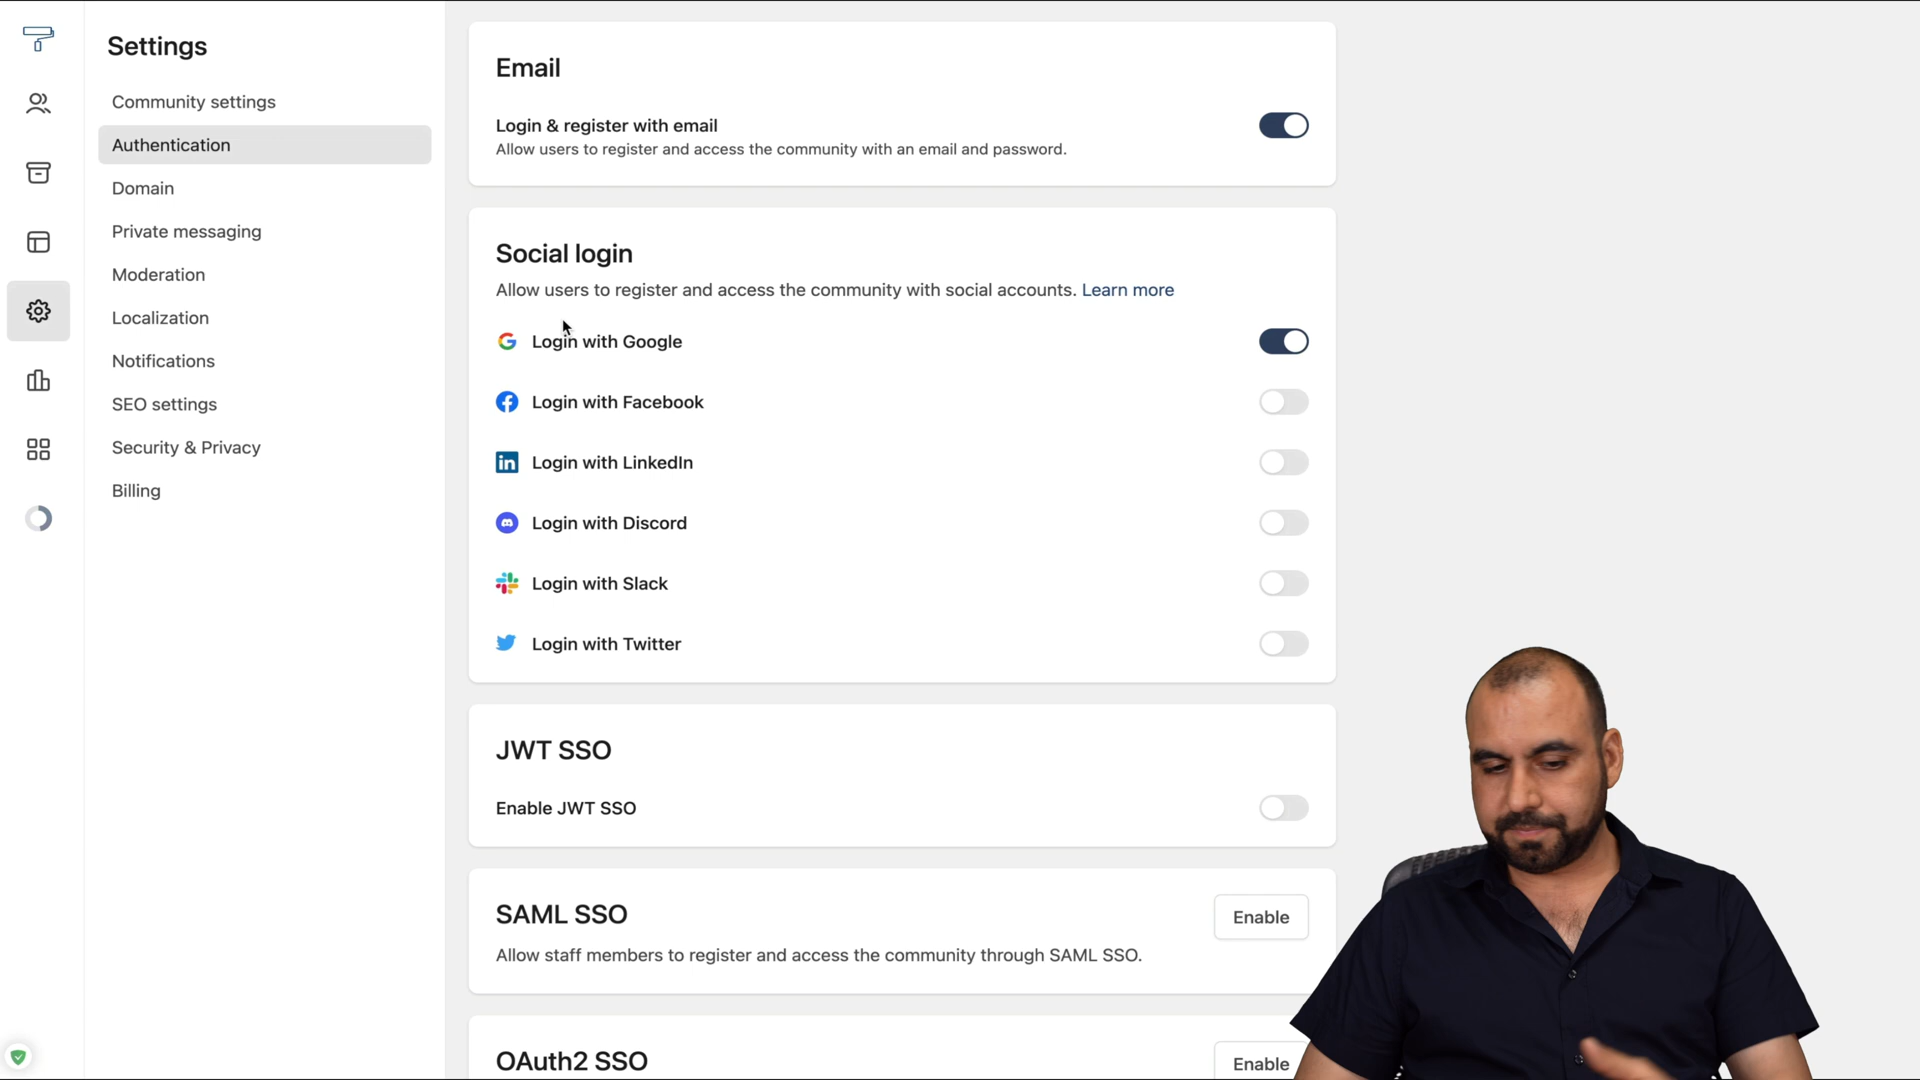 Settings
Community settings
Authentication
Domain
Private messaging
Moderation
Localization
Notifications
SEO settings
Security & Privacy
Billing
Email
Login & register with email
Allow users to register and access the community with an email and password.
Social login
Allow users to register and access the community with social accounts. Learn more
Login with Google
Login with Facebook
Login with LinkedIn
Login with Discord
Login with Slack
Login with Twitter
JWT SSO
Enable JWT SSO
SAML SSO
Enable
Allow staff members to register and access the community through SAML SSO.
OAuth2 SSO
Enable